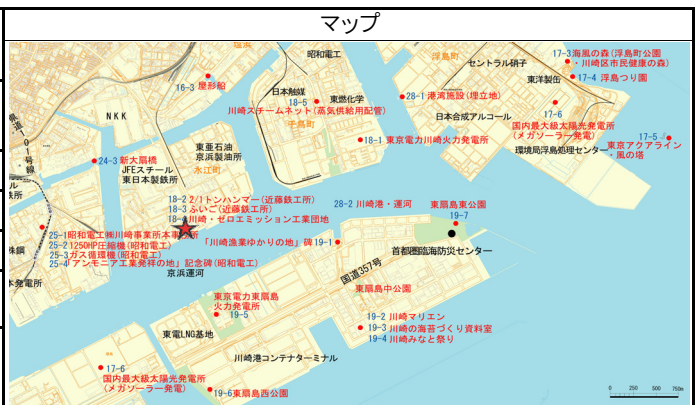 マップ
昭和電工
塩浜
浮島町
セントラル硝子
17-3 海風の森(浮島町公園
・川崎区市民健康の森)
東洋製缶
17-4 浮島つり園
16-3 屋形船
日本触媒
18-5
川崎スチームネット(蒸気供給用配管)
千鳥町
東燃化学
28-1 港湾施設(埋立地)
日本合成アルコール
17-6
国内最大級太陽光発電所
(メガソーラー発電)
NKK
県道101号線
18-1 東京電力川崎火力発電所
環境局浮島処理センター
17-5
東京アクアライン
・風の塔
24-3 新大扇橋
JFEスチール
東日本製鉄所
東亜石油
京浜製油所
水江町
18-2 2/1トンハンマー(近藤鉄工所)
18-3 ふいご(近藤鉄工所)
18-4 川崎・ゼロエミッション工業団地
28-2 川崎港・運河
東扇島東公園
19-7
首都圏臨海防災センター
25-1 昭和電工㈱川崎事業所本事務所
25-2 1250HP圧縮機(昭和電工)
25-3 ガス循環機(昭和電工)
25-4 「アンモニア工業発祥の地」記念碑(昭和電工)
京浜運河
「川崎漁業ゆかりの地」碑 19-1
国道357号
東扇島中公園
東京電力東扇島
火力発電所
19-5
19-2 川崎マリエン
19-3 川崎の海苔づくり資料室
19-4 川崎みなと祭り
東電LNG基地
川崎港コンテナターミナル
17-6
国内最大級太陽光発電所
(メガソーラー発電)
19-6 東扇島西公園
0 250 500 750m